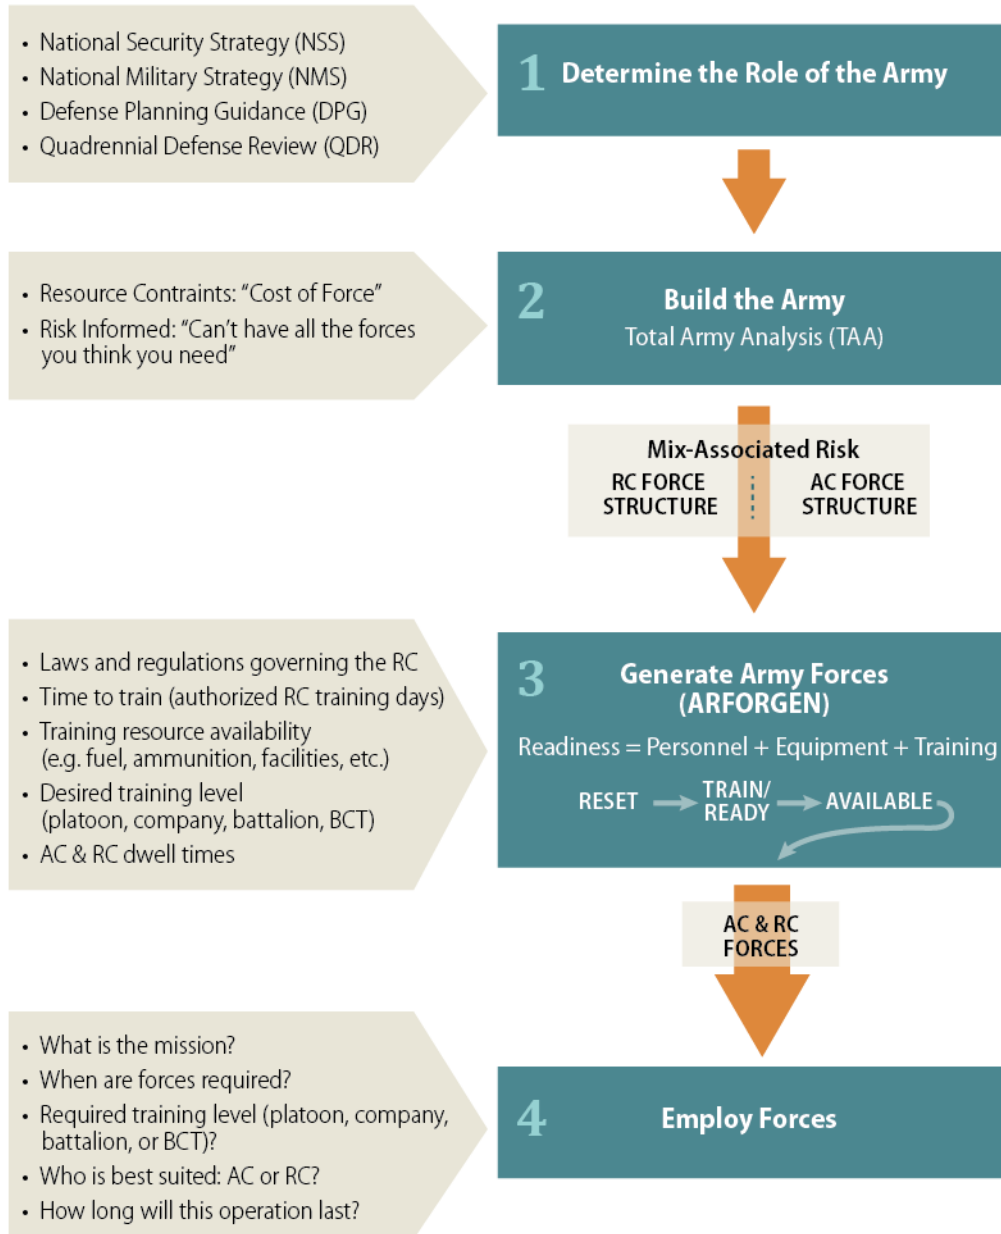 • National Security Strategy (NSS)
• National Military Strategy (NMS)
• Defense Planning Guidance (DPG)
• Quadrennial Defense Review (QDR)
1 Determine the Role of the Army
• Resource Contraints: “Cost of Force”
• Risk Informed: “Can’t have all the forces
you think you need”
2 Build the Army
Total Army Analysis (TAA)
Mix-Associated Risk
RC FORCE
STRUCTURE
AC FORCE
STRUCTURE
• Laws and regulations governing the RC
• Time to train (authorized RC training days)
• Training resource availability
(e.g. fuel, ammunition, facilities, etc.)
• Desired training level
(platoon, company, battalion, BCT)
• AC & RC dwell times
3 Generate Army Forces
(ARFORGEN)
Readiness = Personnel + Equipment + Training
RESET
TRAIN/
READY
AVAILABLE
AC & RC
FORCES
• What is the mission?
• When are forces required?
• Required training level (platoon, company,
battalion, or BCT)?
• Who is best suited: AC or RC?
• How long will this operation last?
4 Employ Forces